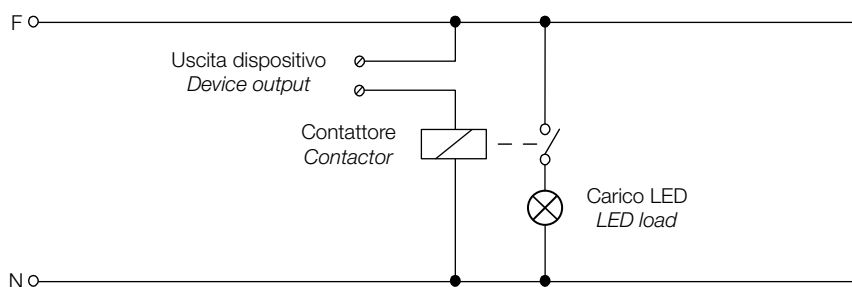 F
Uscita dispositivo
Device output
Contattore
Contactor
Carico LED
LED load
N